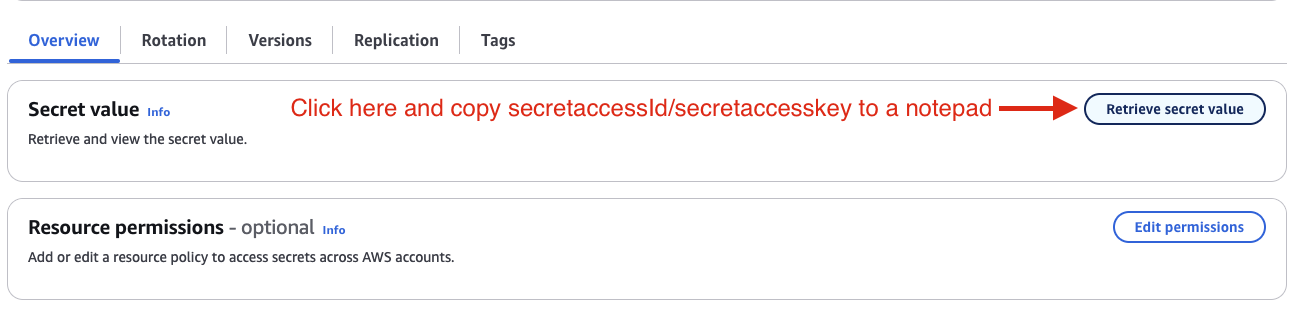 Overview Rotation Versions Replication Tags
Secret value Info Click here and copy secretaccessId/secretaccesskey to a notepad Retrieve secret value
Retrieve and view the secret value.
Resource permissions - optional Info Edit permissions
Add or edit a resource policy to access secrets across AWS accounts.